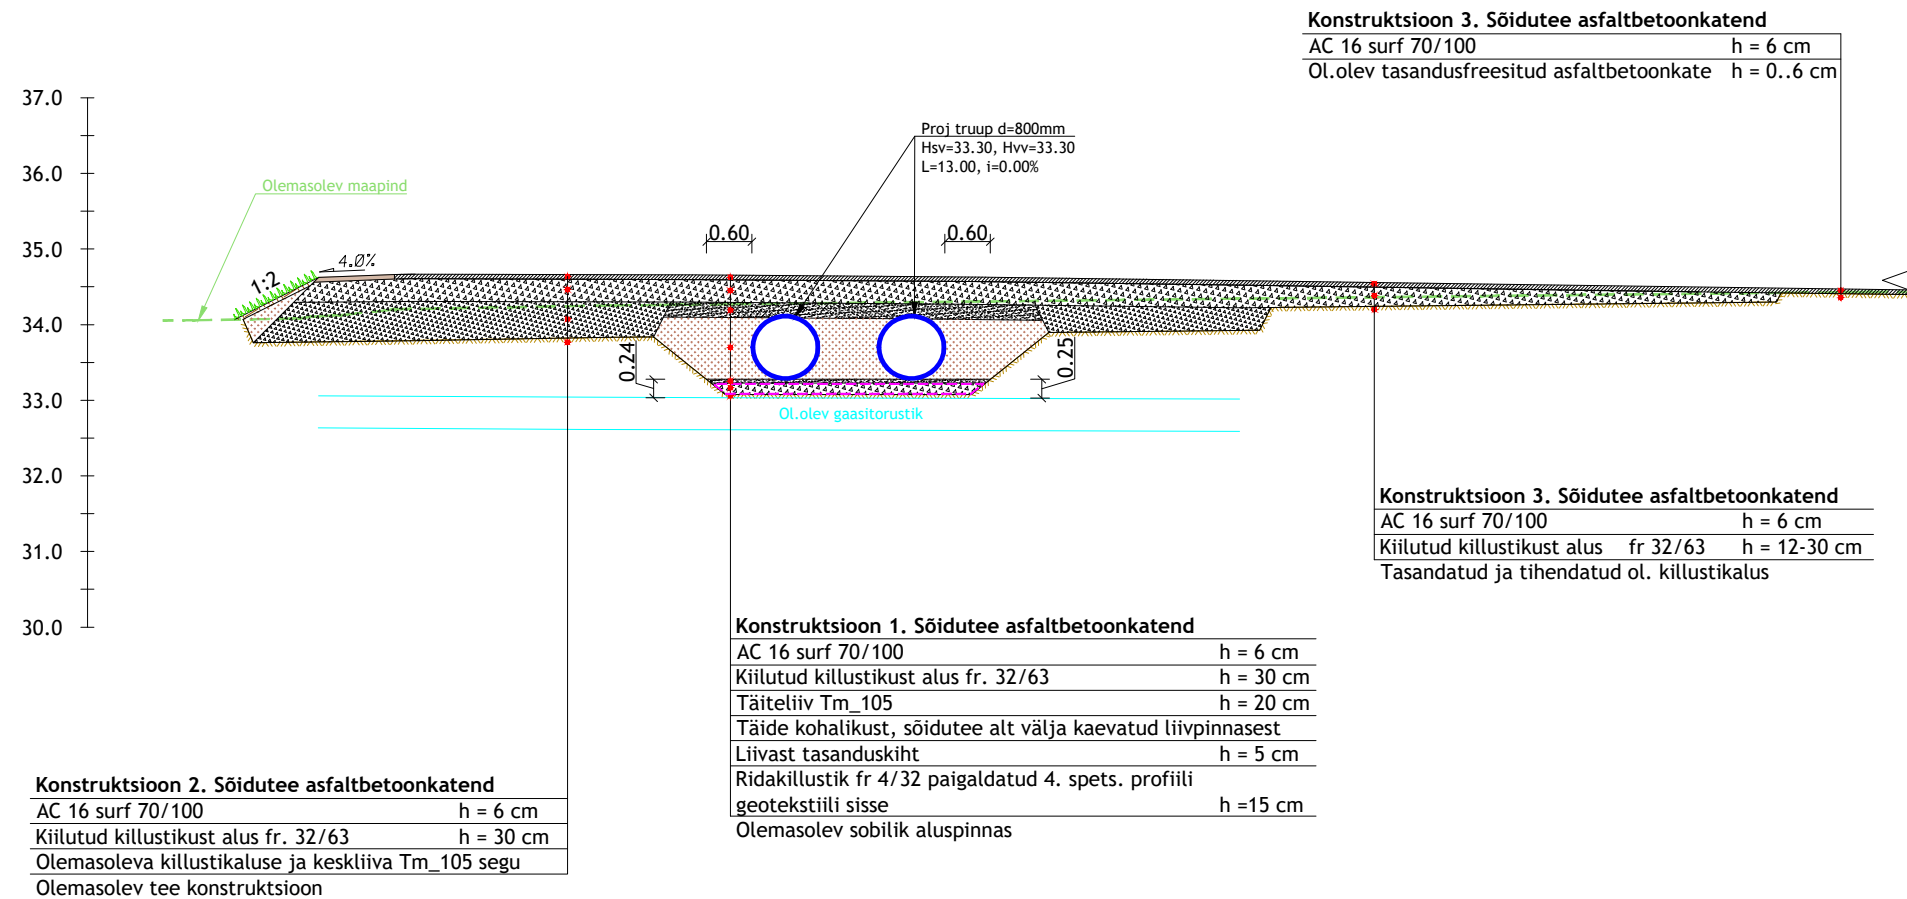 Konstruktsioon 3. Sõidutee asfaltbetoonkatend
AC 16 surf 70/100 h = 6 cm
Ol.olev tasandusfreesitud asfaltbetoonkate h = 0..6 cm
37.0
36.0
35.0
34.0
33.0
32.0
31.0
30.0
Olemasolev maapind
1:2
4.0%
Proj truup d=800mm
Hsv=33.30, Hvv=33.30
L=13.00, i=0.00%
0.60
0.60
0.24
0.25
Ol.olev gaasitorustik
Konstruktsioon 3. Sõidutee asfaltbetoonkatend
AC 16 surf 70/100 h = 6 cm
Kiilutud killustikust alus fr 32/63 h = 12-30 cm
Tasandatud ja tihendatud ol. killustikalus
Konstruktsioon 1. Sõidutee asfaltbetoonkatend
AC 16 surf 70/100 h = 6 cm
Kiilutud killustikust alus fr. 32/63 h = 30 cm
Täiteliiv Tm_105 h = 20 cm
Täide kohalikust, sõidutee alt välja kaevatud liivpinnasest
Liivast tasanduskiht h = 5 cm
Ridakillustik fr 4/32 paigaldatud 4. spets. profiili
geotekstiili sisse h =15 cm
Olemasolev sobilik aluspinnas
Konstruktsioon 2. Sõidutee asfaltbetoonkatend
AC 16 surf 70/100 h = 6 cm
Kiilutud killustikust alus fr. 32/63 h = 30 cm
Olemasoleva killustikaluse ja keskliiva Tm_105 segu
Olemasolev tee konstruktsioon